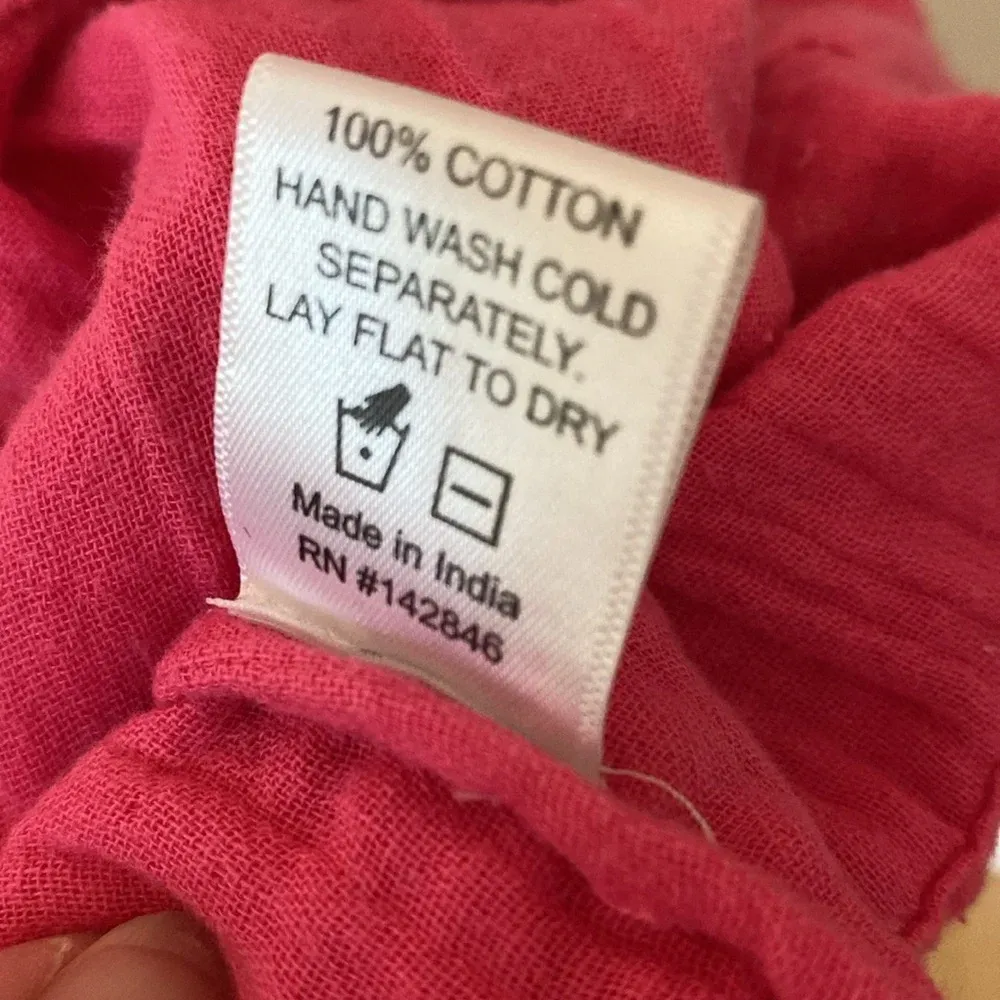 100% COTTON
HAND WASH COLD
SEPARATELY.
LAY FLAT TO DRY
Made in India
RN #142846